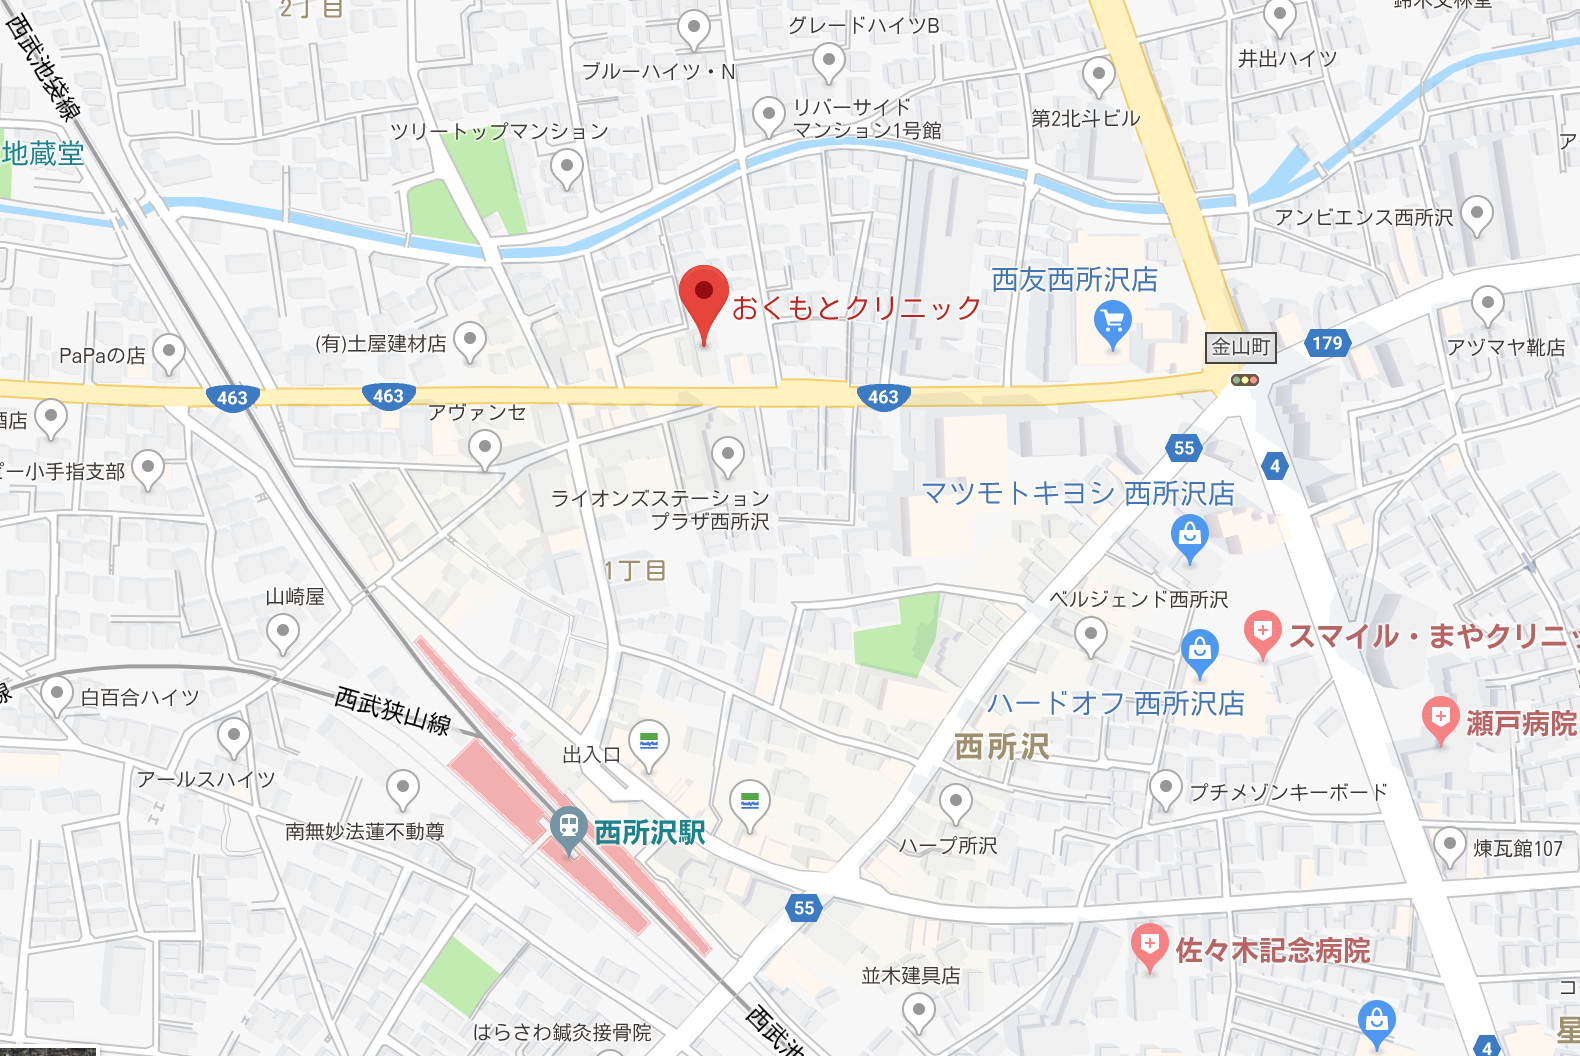 2丁目
西武池袋線
グレードハイツB
ブルーハイツ・N
井出ハイツ
リバーサイド
マンション1号館
第2北斗ビル
ツリートップマンション
地蔵堂
アンビエンス西所沢
西友西所沢店
おくもとクリニック
(有)土屋建材店
PaPaの店
金山町
179
アヅマヤ靴店
463
463
463
アヴァンセ
酒店
55
4
ピー小手指支部
マツモトキヨシ 西所沢店
ライオンズステーション
プラザ西所沢
1丁目
山崎屋
ベルジェンド西所沢
スマイル・まやクリニッ
白百合ハイツ
西武狭山線
線
ハードオフ 西所沢店
瀬戸病院
西所沢
出入口
FamilyMart
アールスハイツ
プチメゾンキーボード
FamilyMart
南無妙法蓮不動尊
西所沢駅
ハープ所沢
煉瓦館107
55
佐々木記念病院
並木建具店
コ
はらさわ鍼灸接骨院
西武池
星
4